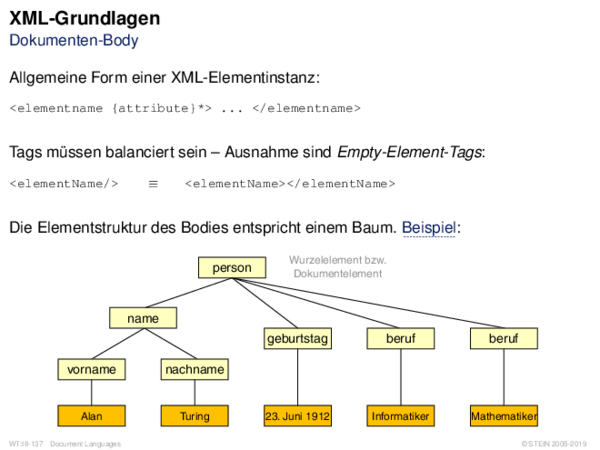 XML-Grundlagen
Dokumenten-Body
Allgemeine Form einer XML-Elementinstanz:
<elementname {attribute}*> ... </elementname>
Tags müssen balanciert sein – Ausnahme sind Empty-Element-Tags:
<elementName/> ≡ <elementName></elementName>
Die Elementstruktur des Bodies entspricht einem Baum. Beispiel:
person
Wurzelelement bzw.
Dokumentelement
name
geburtstag
beruf
beruf
vorname
nachname
Alan
Turing
23. Juni 1912
Informatiker
Mathematiker
WT:II-137 Document Languages
© STEIN 2005-2019